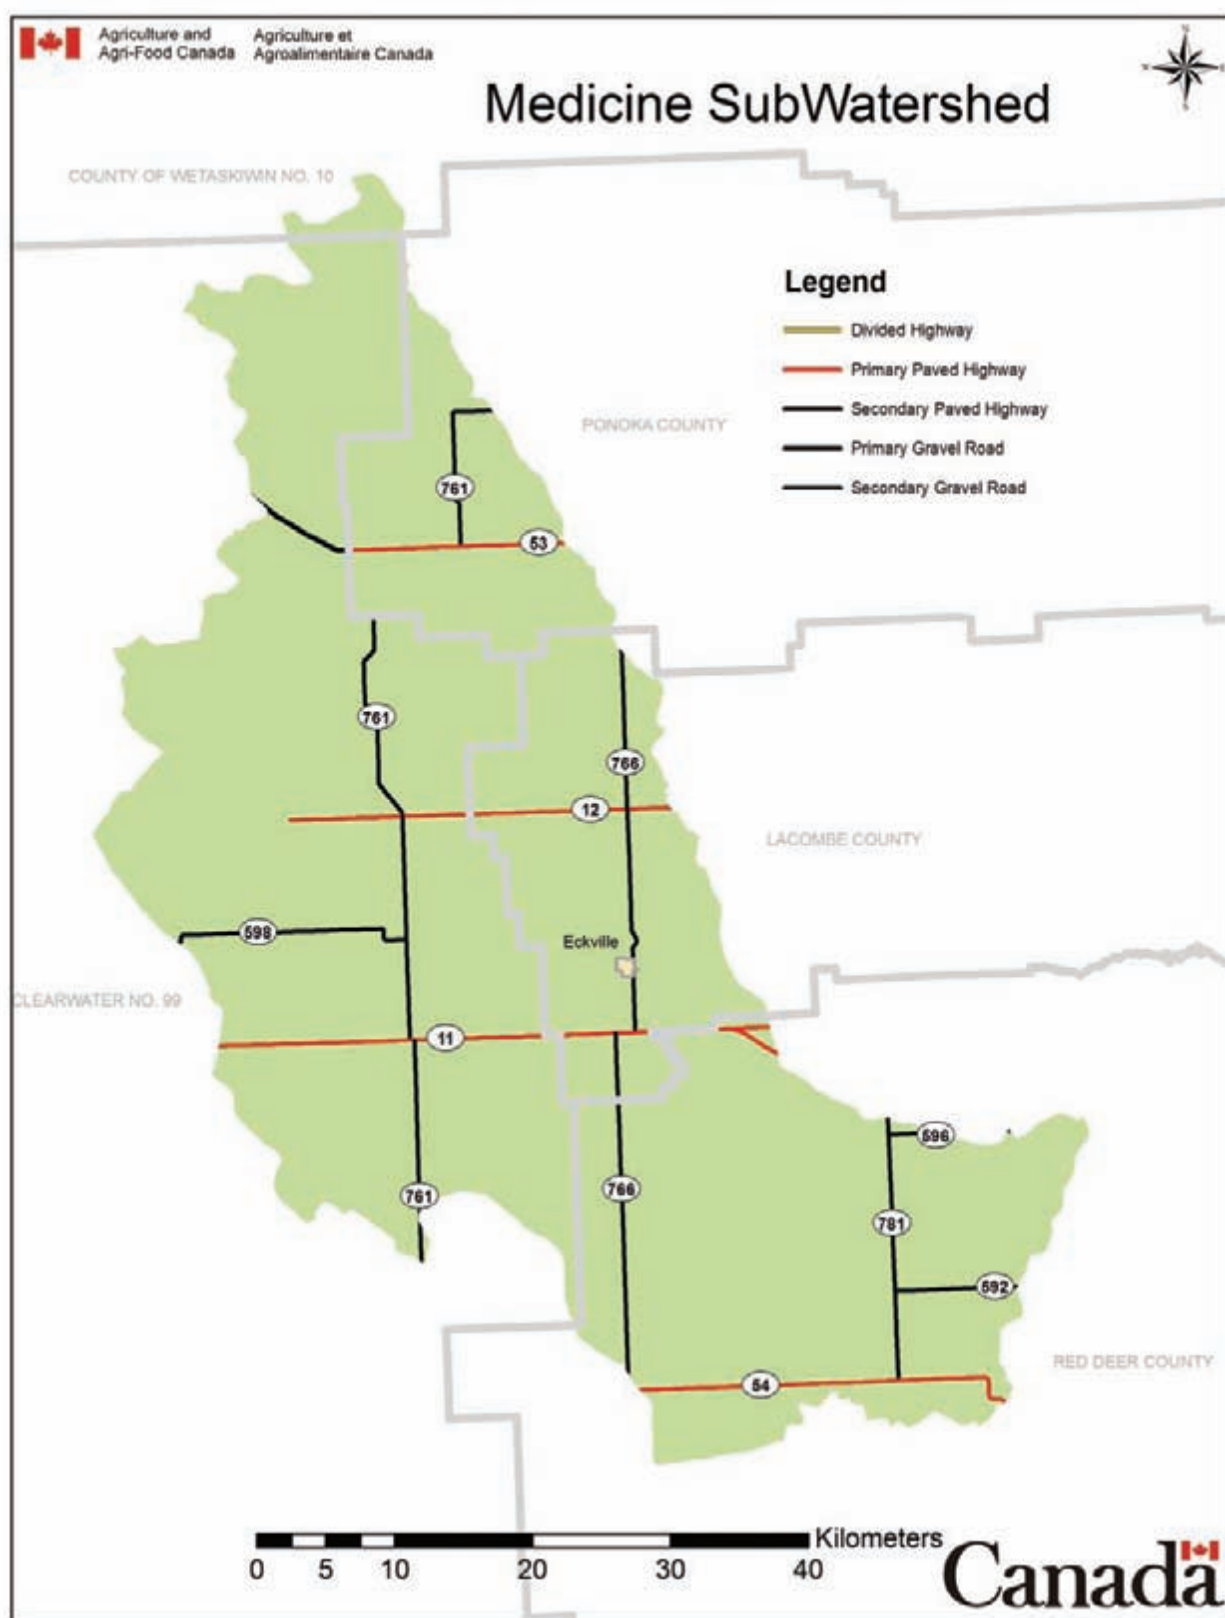 Agriculture and Agriculture et
Agri-Food Canada Agroalimentaire Canada
N
Medicine SubWatershed
COUNTY OF WETASKIWIN NO. 10
Legend
Divided Highway
Primary Paved Highway
PONOKA COUNTY
Secondary Paved Highway
Primary Gravel Road
761
Secondary Gravel Road
53
761
766
12
LACOMBE COUNTY
598
Eckville
CLEARWATER NO. 99
11
596
761
766
781
592
RED DEER COUNTY
54
Kilometers
0 5 10 20 30 40
Canada